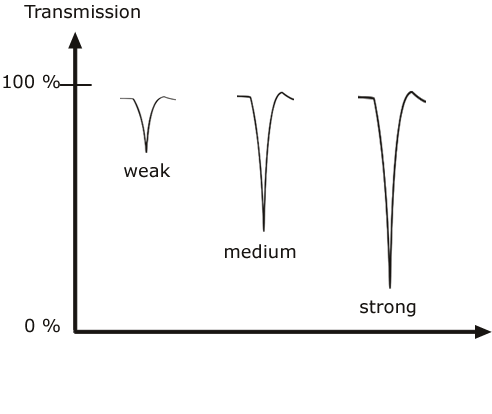 Transmission
100 %
weak
medium
strong
0 %